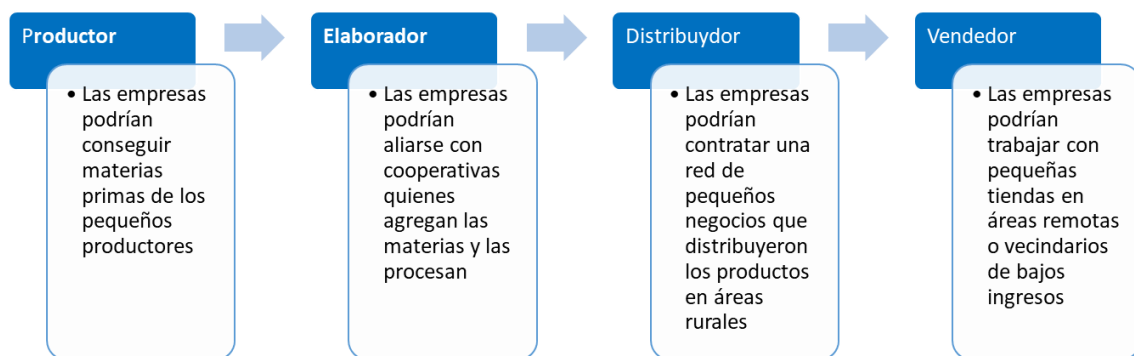 Productor
• Las empresas
podrían
conseguir
materias
primas de los
pequeños
productores
Elaborador
• Las empresas
podrían
aliarse con
cooperativas
quienes
agregan las
materias y las
procesan
Distribuydor
• Las empresas
podrían
contratar una
red de
pequeños
negocios que
distribuyeron
los productos
en áreas
rurales
Vendedor
• Las empresas
podrían
trabajar con
pequeñas
tiendas en
áreas remotas
o vecindarios
de bajos
ingresos